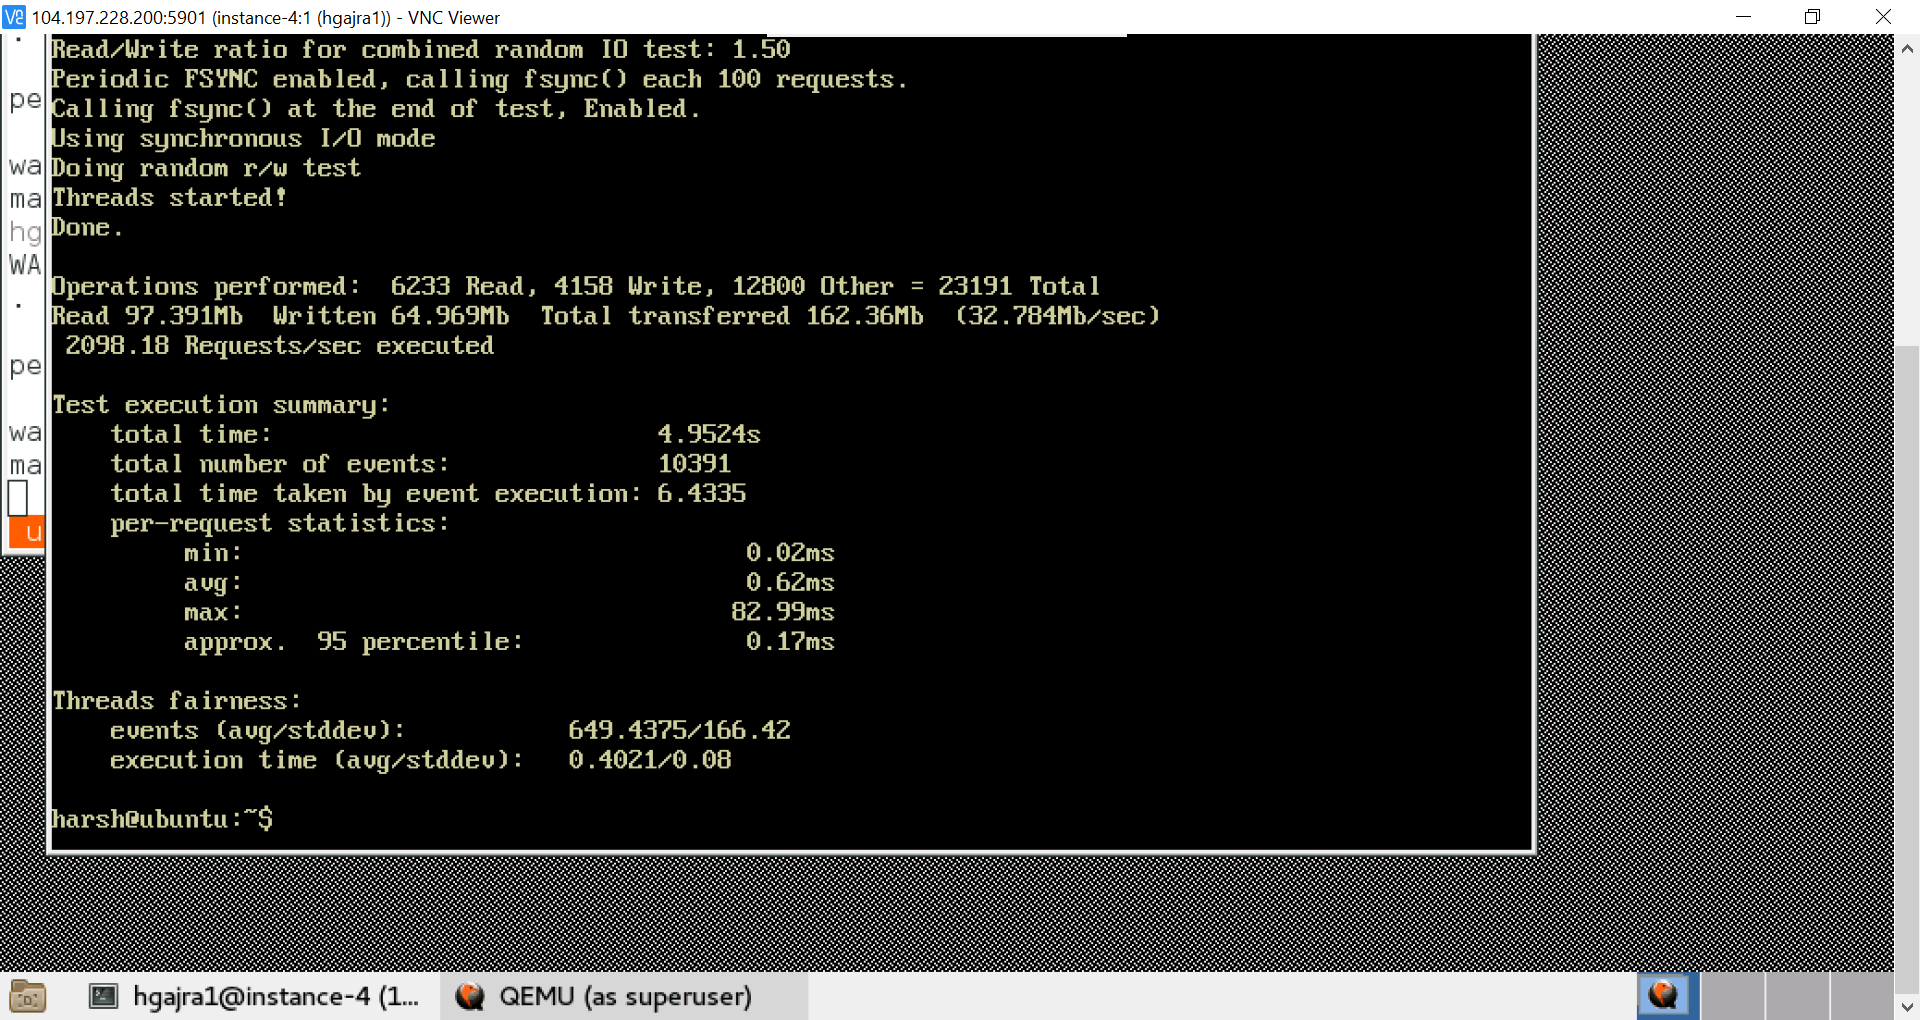 104.197.228.200:5901 (instance-4:1 (hgajra1)) - VNC Viewer
Read/Write ratio for combined random IO test: 1.50
Periodic FSYNC enabled, calling fsync() each 100 requests.
Calling fsync() at the end of test, Enabled.
Using synchronous I/O mode
Doing random r/w test
Threads started!
Done.
Operations performed:  6233 Read, 4158 Write, 12800 Other = 23191 Total
Read 97.391Mb  Written 64.969Mb  Total transferred 162.36Mb  (32.784Mb/sec)
2098.18 Requests/sec executed
Test execution summary:
total time: 4.9524s
total number of events: 10391
total time taken by event execution: 6.4335
per-request statistics:
min: 0.02ms
avg: 0.62ms
max: 82.99ms
approx.  95 percentile: 0.17ms
Threads fairness:
events (avg/stddev): 649.4375/166.42
execution time (avg/stddev): 0.4021/0.08
harsh@ubuntu:~$
pe
wa
ma
hg
WA
.
pe
wa
ma
u
hgajra1@instance-4 (1...
QEMU (as superuser)